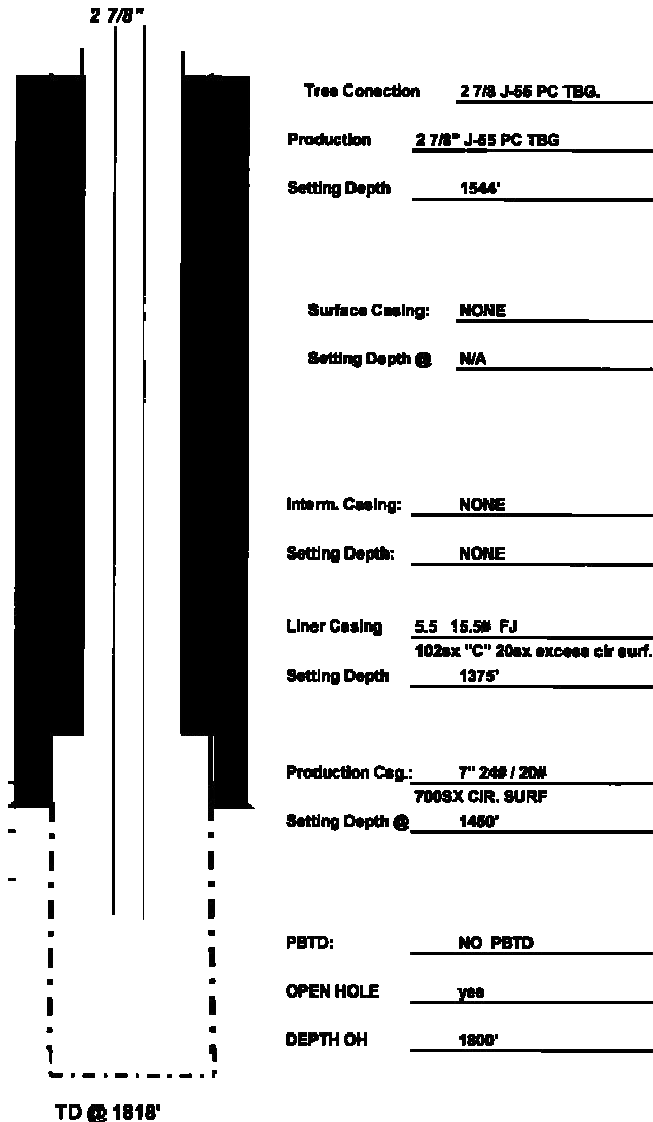 2 7/8"
Tree Conection 2 7/8 J-55 PC TBG.
Production 2 7/8" J-55 PC TBG
Setting Depth 1544'
Surface Casing: NONE
Setting Depth @ N/A
Interm. Casing: NONE
Setting Depth: NONE
Liner Casing 5.5 15.5# FJ
102sx "C" 20sx excess cir surf.
Setting Depth 1375'
Production Csg.: 7" 24# / 20#
700SX CIR. SURF
Setting Depth @ 1450'
PBTD: NO PBTD
OPEN HOLE yes
DEPTH OH 1800'
TD @ 1818'